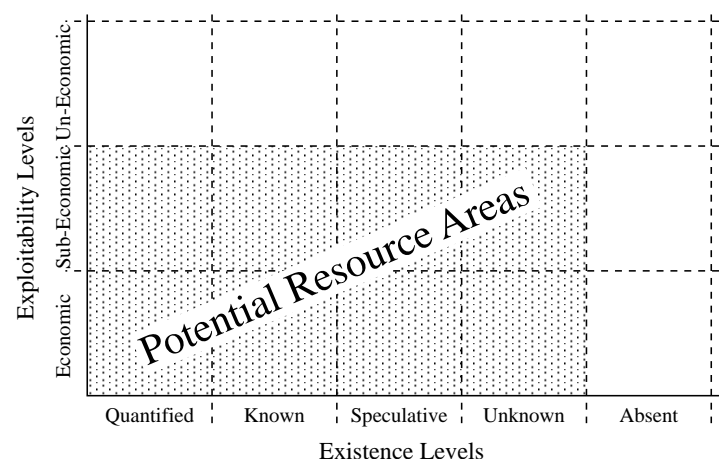 Exploitability Levels
Un-Economic
Sub-Economic
Economic
Potential Resource Areas
Quantified
Known
Speculative
Unknown
Absent
Existence Levels